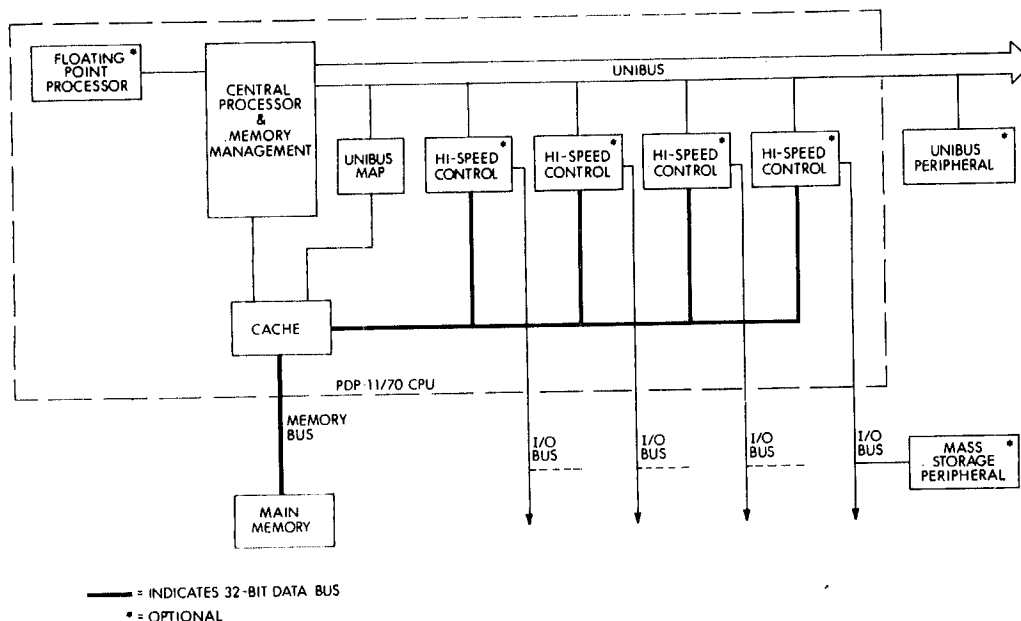 FLOATING *
POINT
PROCESSOR
CENTRAL
PROCESSOR
&
MEMORY
MANAGEMENT
UNIBUS
UNIBUS
MAP
HI-SPEED *
CONTROL
HI-SPEED *
CONTROL
HI-SPEED *
CONTROL
HI-SPEED *
CONTROL
UNIBUS *
PERIPHERAL
CACHE
PDP-11/70 CPU
MEMORY
BUS
I/O
BUS
I/O
BUS
I/O
BUS
I/O
BUS
MASS *
STORAGE
PERIPHERAL
MAIN
MEMORY
= INDICATES 32-BIT DATA BUS
* = OPTIONAL